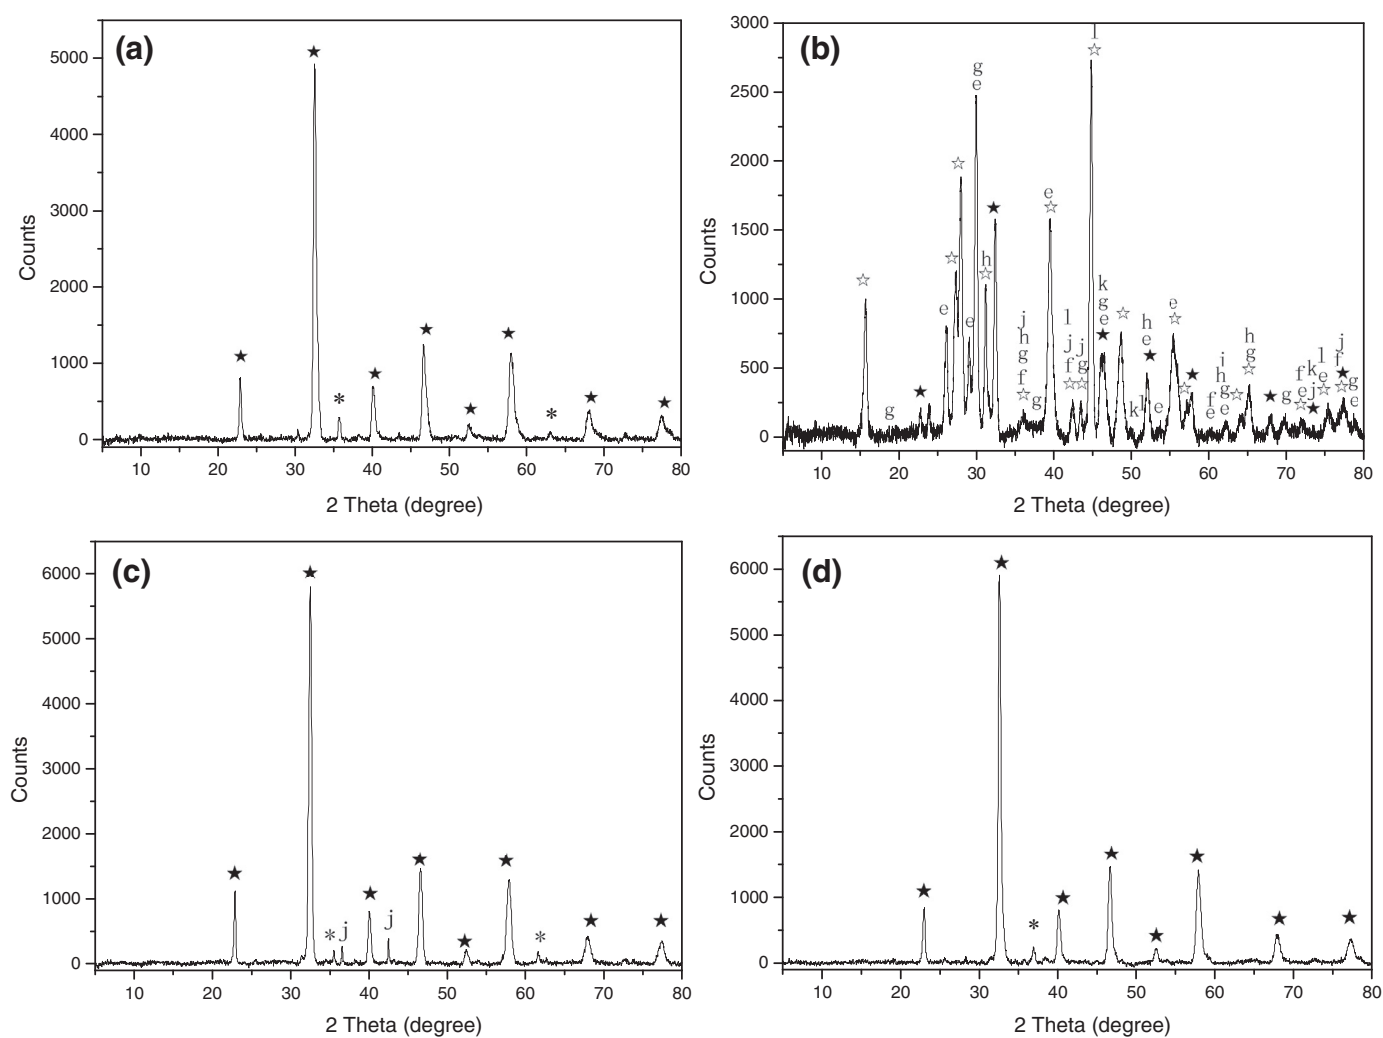 (a)
5000
4000
3000
2000
1000
0
Counts
*
*
10 20 30 40 50 60 70 80
2 Theta (degree)
(b)
3000
2500
2000
1500
1000
500
0
Counts
g
e
e
e
g
h
j
h
g
f
g
e
l
j
f
j
g
l
k
g
e
k
l
h
e
e
e
f
e
i
h
g
e
h
g
g
f
e
k
j
l
e
j
f
g
e
10 20 30 40 50 60 70 80
2 Theta (degree)
(c)
6000
5000
4000
3000
2000
1000
0
Counts
* j
j
*
10 20 30 40 50 60 70 80
2 Theta (degree)
(d)
6000
5000
4000
3000
2000
1000
0
Counts
*
10 20 30 40 50 60 70 80
2 Theta (degree)